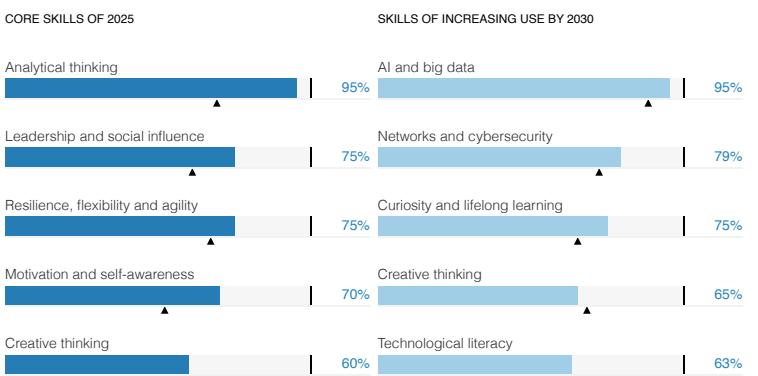 CORE SKILLS OF 2025
Analytical thinking
95%
Leadership and social influence
75%
Resilience, flexibility and agility
75%
Motivation and self-awareness
70%
Creative thinking
60%
SKILLS OF INCREASING USE BY 2030
AI and big data
95%
Networks and cybersecurity
79%
Curiosity and lifelong learning
75%
Creative thinking
65%
Technological literacy
63%